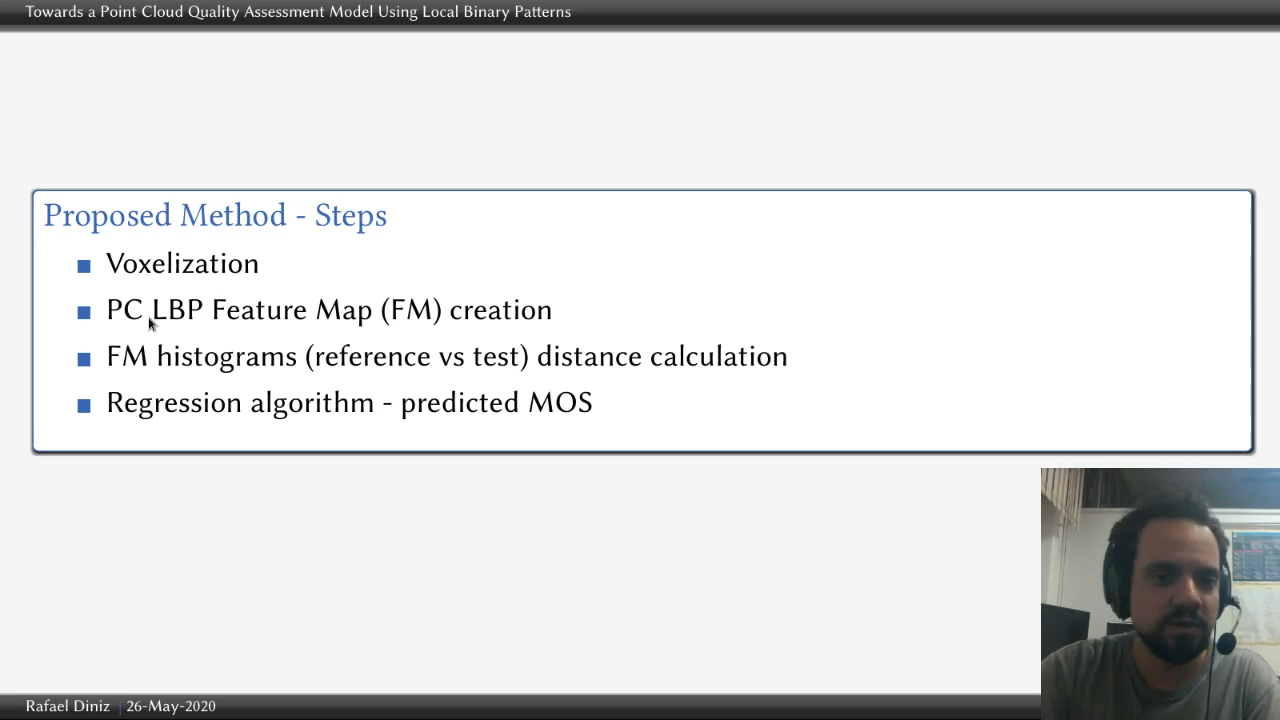 Towards a Point Cloud Quality Assessment Model Using Local Binary Patterns
Proposed Method - Steps
Voxelization
PC LBP Feature Map (FM) creation
FM histograms (reference vs test) distance calculation
Regression algorithm - predicted MOS
Rafael Diniz | 26-May-2020